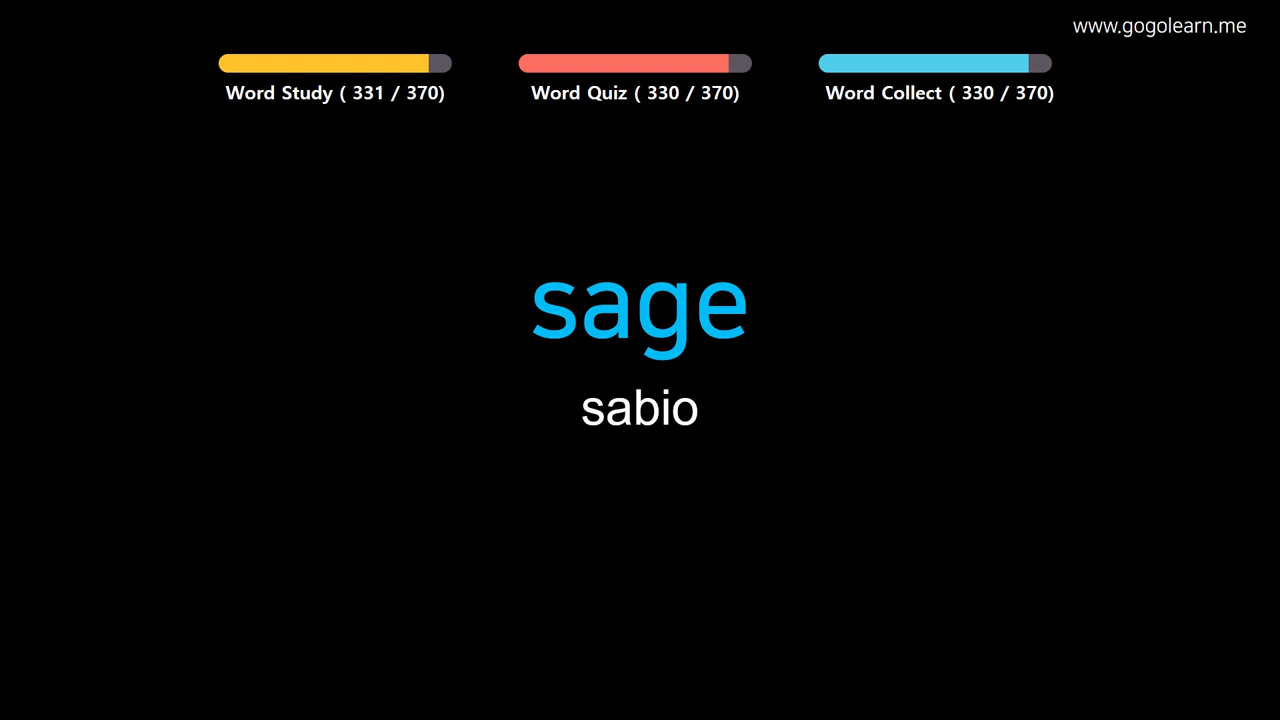 www.gogolearn.me
Word Study ( 331 / 370)
Word Quiz ( 330 / 370)
Word Collect ( 330 / 370)
sage
sabio